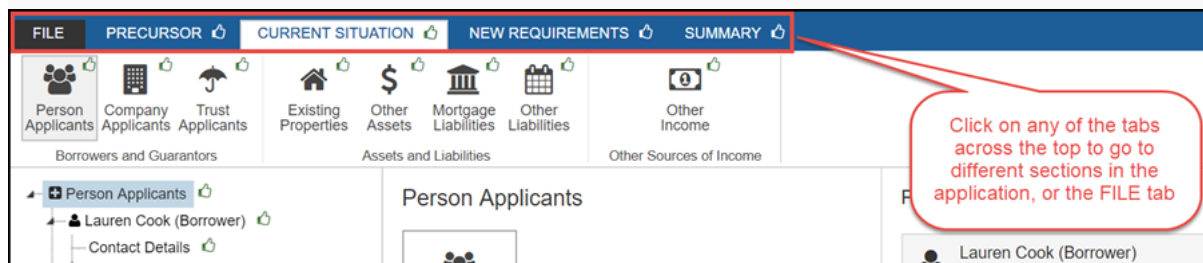 FILE PRECURSOR CURRENT SITUATION NEW REQUIREMENTS SUMMARY
Person Applicants
Company Applicants
Trust Applicants
Existing Properties
Other Assets
Mortgage Liabilities
Other Liabilities
Other Income
Borrowers and Guarantors
Assets and Liabilities
Other Sources of Income
Click on any of the tabs
across the top to go to
different sections in the
application, or the FILE tab
Person Applicants
Lauren Cook (Borrower)
Contact Details
Person Applicants
Lauren Cook (Borrower)